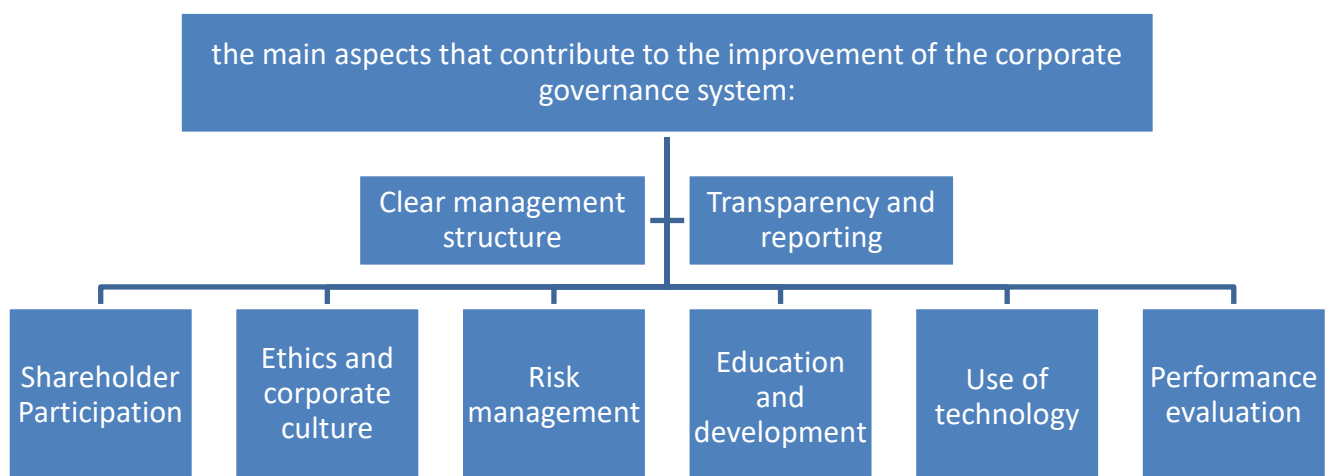 the main aspects that contribute to the improvement of the corporate
governance system:
Clear management
structure
Transparency and
reporting
Shareholder
Participation
Ethics and
corporate
culture
Risk
management
Education
and
development
Use of
technology
Performance
evaluation